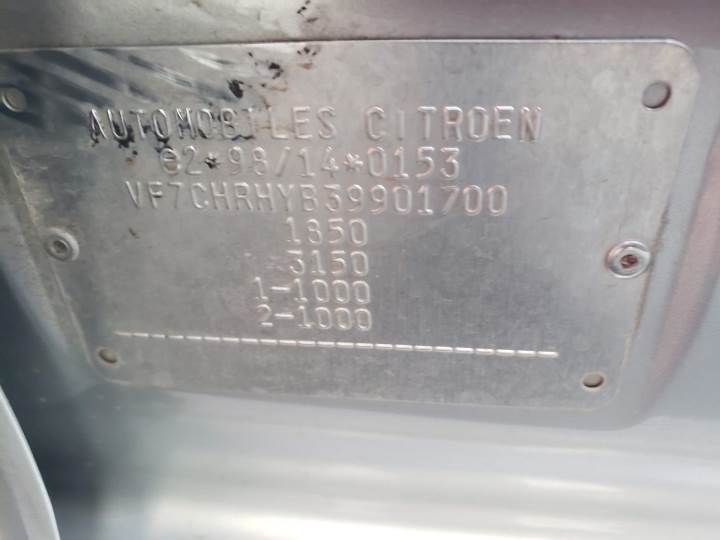 AUTOMOBILES CITROEN
e2*98/14*0153
VF7CHRHYB39901700
1850
3150
1-1000
2-1000